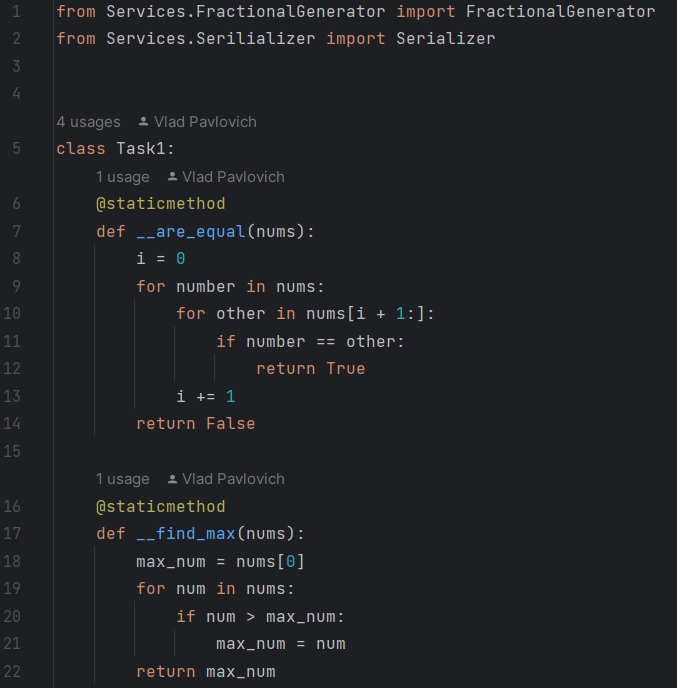 1 from Services.FractionalGenerator import FractionalGenerator
2 from Services.Serilializer import Serializer
3
4
4 usages Vlad Pavlovich
5 class Task1:
1 usage Vlad Pavlovich
6 @staticmethod
7 def __are_equal(nums):
8 i = 0
9 for number in nums:
10 for other in nums[i + 1:]:
11 if number == other:
12 return True
13 i += 1
14 return False
15
1 usage Vlad Pavlovich
16 @staticmethod
17 def __find_max(nums):
18 max_num = nums[0]
19 for num in nums:
20 if num > max_num:
21 max_num = num
22 return max_num